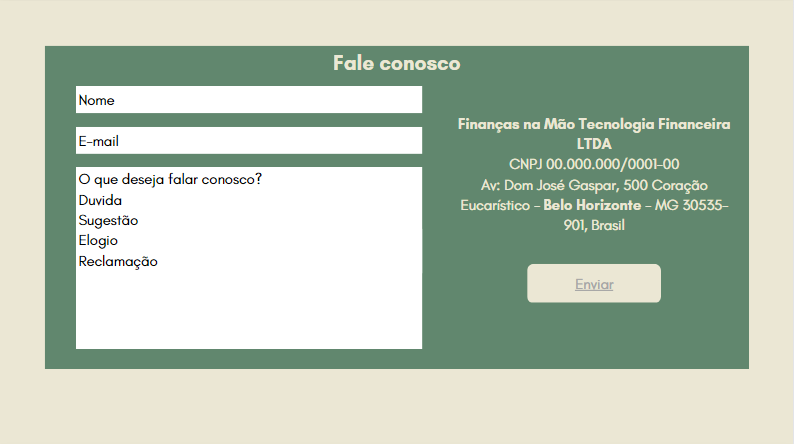 Fale conosco
Nome
E-mail
O que deseja falar conosco?
Duvida
Sugestão
Elogio
Reclamação
Finanças na Mão Tecnologia Financeira
LTDA
CNPJ 00.000.000/0001-00
Av: Dom José Gaspar, 500 Coração
Eucarístico - Belo Horizonte - MG 30535-
901, Brasil
Enviar